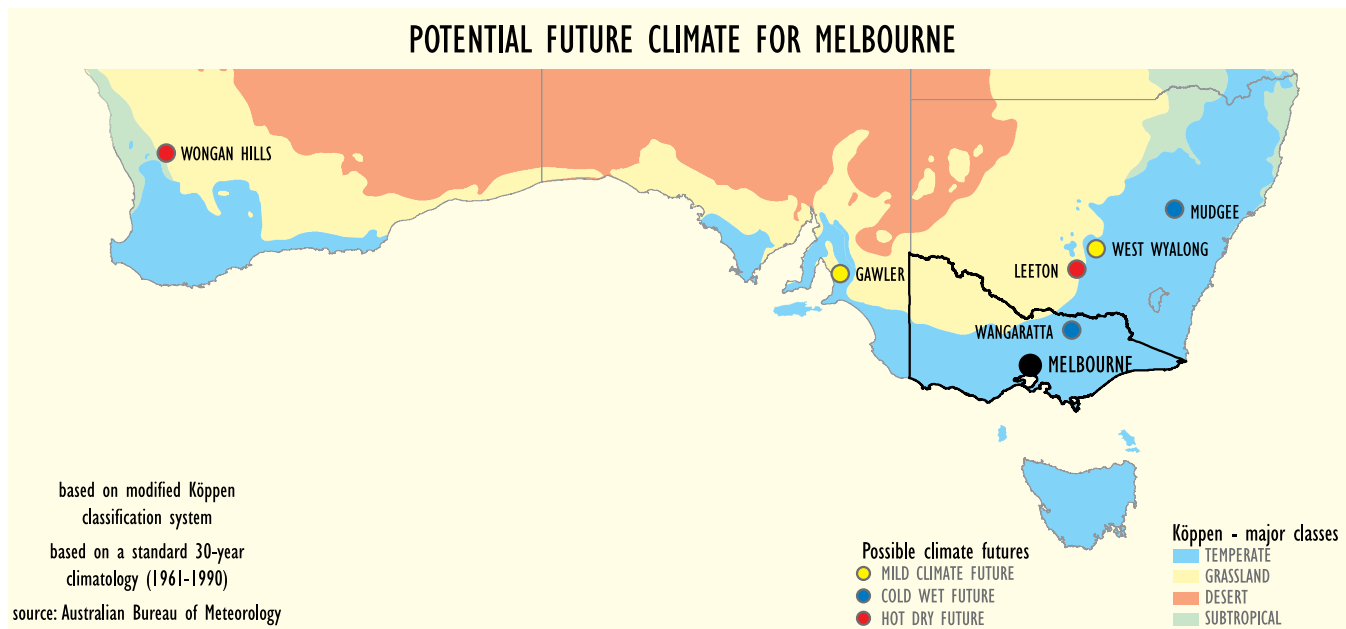 POTENTIAL FUTURE CLIMATE FOR MELBOURNE
WONGAN HILLS
MUDGEE
WEST WYALONG
LEETON
GAWLER
WANGARATTA
MELBOURNE
based on modified Köppen
classification system
based on a standard 30-year
climatology (1961-1990)
source: Australian Bureau of Meteorology
Possible climate futures
MILD CLIMATE FUTURE
COLD WET FUTURE
HOT DRY FUTURE
Köppen - major classes
TEMPERATE
GRASSLAND
DESERT
SUBTROPICAL